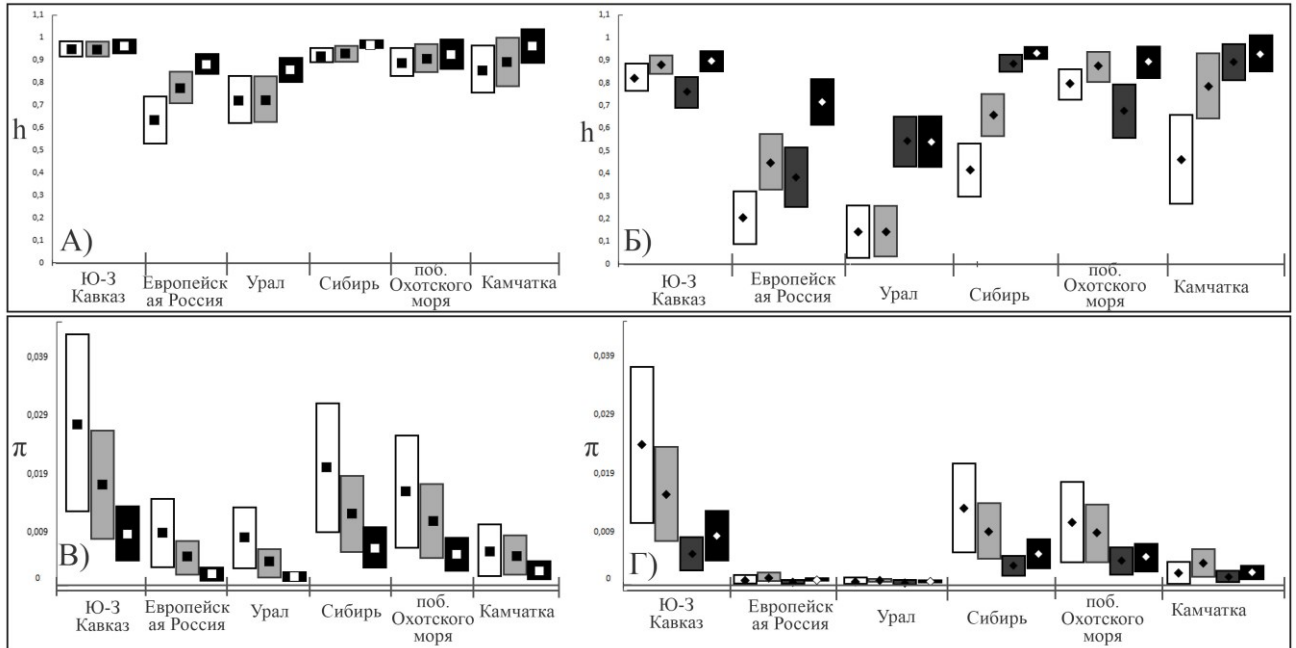 1,1
1
0,9
0,8
0,7
0,6
0,5
0,4
0,3
0,2
0,1
0
h
А)
Ю-З
Кавказ
Европейск
ая Россия
Урал
Сибирь
поб.
Охотского
моря
Камчатка
1,1
1
0,9
0,8
0,7
0,6
0,5
0,4
0,3
0,2
0,1
0
h
Б)
Ю-З
Кавказ
Европейск
ая Россия
Урал
Сибирь
поб.
Охотского
моря
Камчатка
0,039
0,029
0,019
0,009
0
π
В)
Ю-З
Кавказ
Европейск
ая Россия
Урал
Сибирь
поб.
Охотского
моря
Камчатка
0,039
0,029
0,019
0,009
0
π
Г)
Ю-З
Кавказ
Европейск
ая Россия
Урал
Сибирь
поб.
Охотского
моря
Камчатка